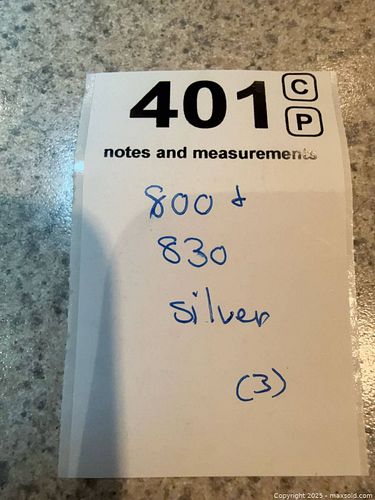 401
C
P
notes and measurements
800 &
830
silver
(3)
Copyright 2025 - maxsold.com